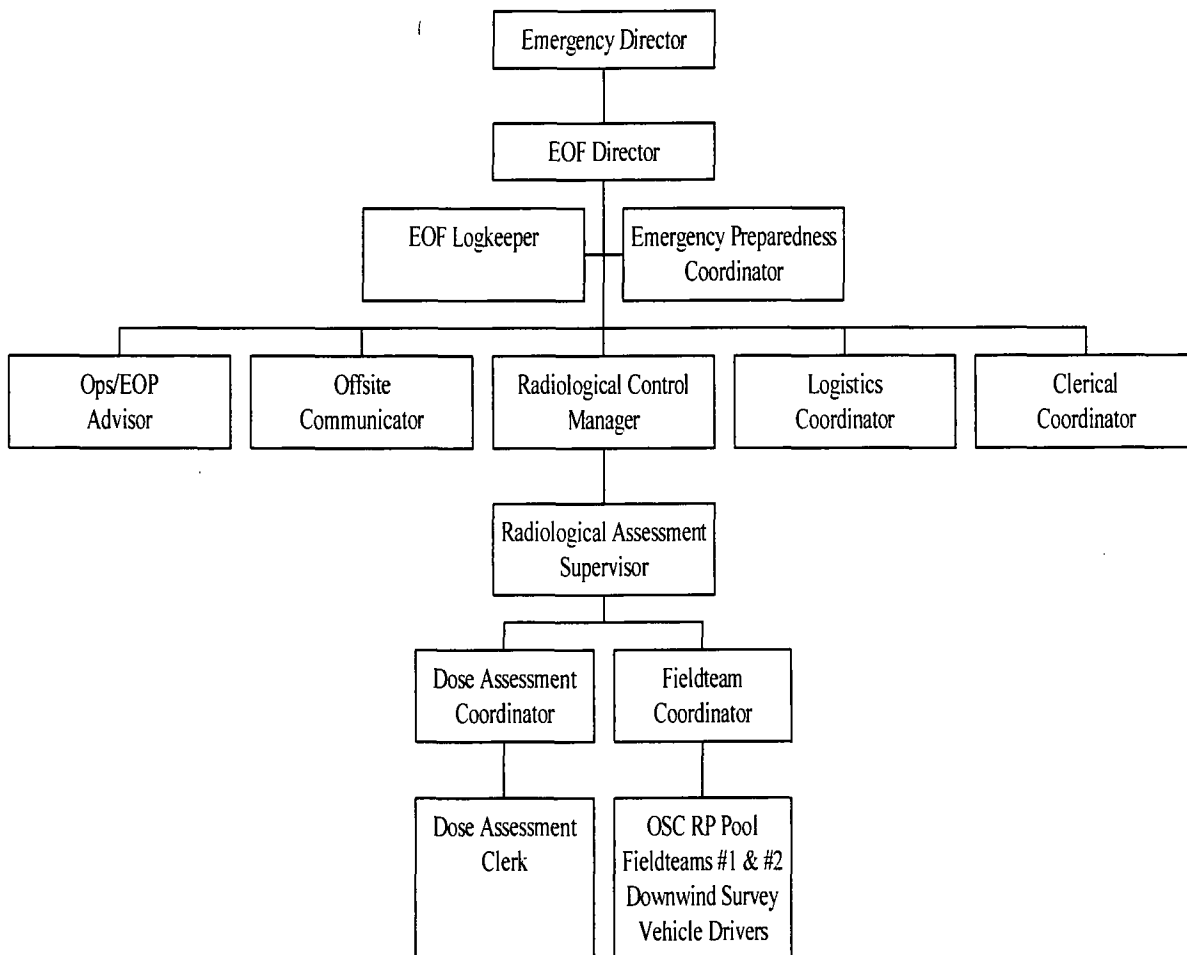 Emergency Director
EOF Director
EOF Logkeeper
Emergency Preparedness
Coordinator
Ops/EOP
Advisor
Offsite
Communicator
Radiological Control
Manager
Logistics
Coordinator
Clerical
Coordinator
Radiological Assessment
Supervisor
Dose Assessment
Coordinator
Fieldteam
Coordinator
Dose Assessment
Clerk
OSC RP Pool
Fieldteams #1 & #2
Downwind Survey
Vehicle Drivers